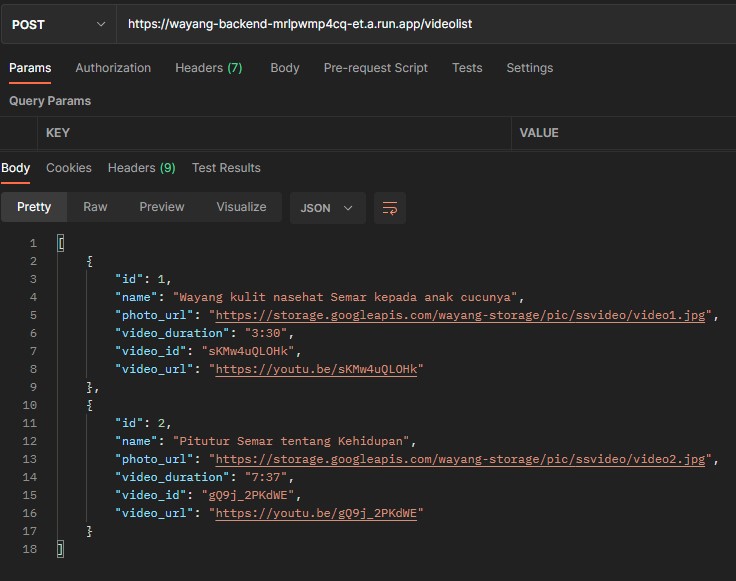 POST https://wayang-backend-mrlpwmp4cq-et.a.run.app/videolist
Params Authorization Headers (7) Body Pre-request Script Tests Settings
Query Params
KEY VALUE
Body Cookies Headers (9) Test Results
Pretty Raw Preview Visualize JSON
1 [
2 {
3 "id": 1,
4 "name": "Wayang kulit nasehat Semar kepada anak cucunya",
5 "photo_url": "https://storage.googleapis.com/wayang-storage/pic/ssvideo/video1.jpg",
6 "video_duration": "3:30",
7 "video_id": "sKMw4uQLOHk",
8 "video_url": "https://youtu.be/sKMw4uQLOHk"
9 },
10 {
11 "id": 2,
12 "name": "Pitutur Semar tentang Kehidupan",
13 "photo_url": "https://storage.googleapis.com/wayang-storage/pic/ssvideo/video2.jpg",
14 "video_duration": "7:37",
15 "video_id": "gQ9j_2PKdWE",
16 "video_url": "https://youtu.be/gQ9j_2PKdWE"
17 }
18 ]